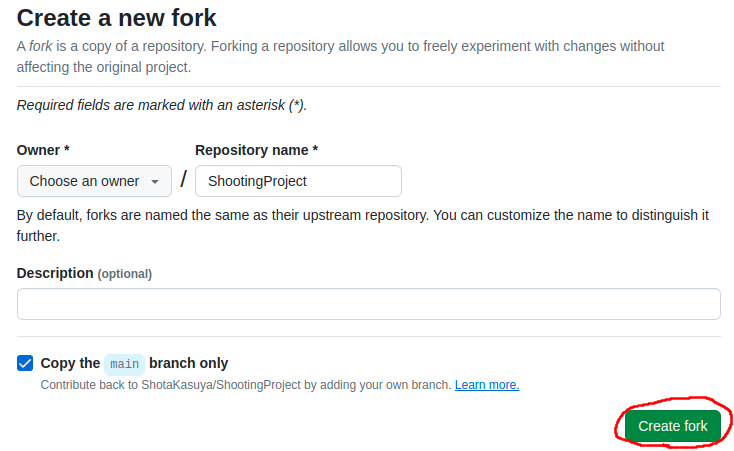 Create a new fork
A fork is a copy of a repository. Forking a repository allows you to freely experiment with changes without
affecting the original project.
Required fields are marked with an asterisk (*).
Owner * Repository name *
Choose an owner / ShootingProject
By default, forks are named the same as their upstream repository. You can customize the name to distinguish it
further.
Description (optional)
Copy the main branch only
Contribute back to ShotaKasuya/ShootingProject by adding your own branch. Learn more.
Create fork